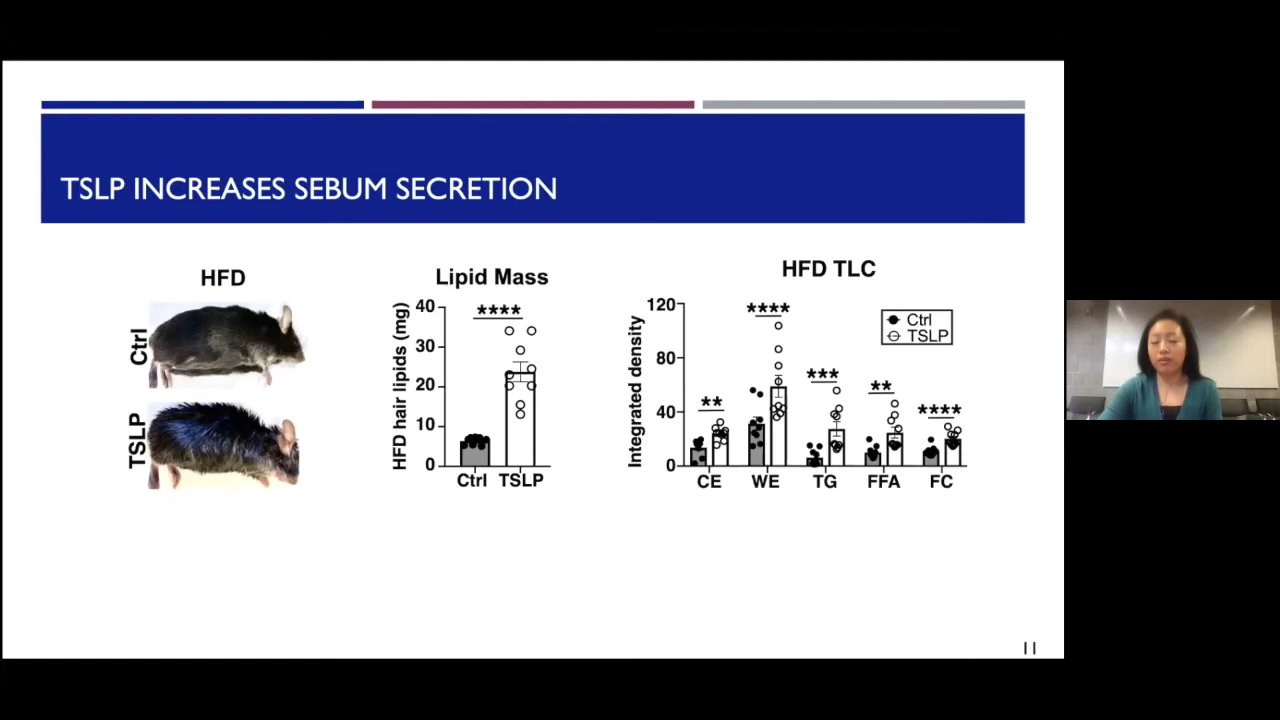 TSLP INCREASES SEBUM SECRETION
HFD
Ctrl
TSLP
Lipid Mass
HFD hair lipids (mg)
40
30
20
10
0
****
Ctrl TSLP
HFD TLC
Integrated density
120
80
40
0
** **** *** ** ****
Ctrl
TSLP
CE WE TG FFA FC
11